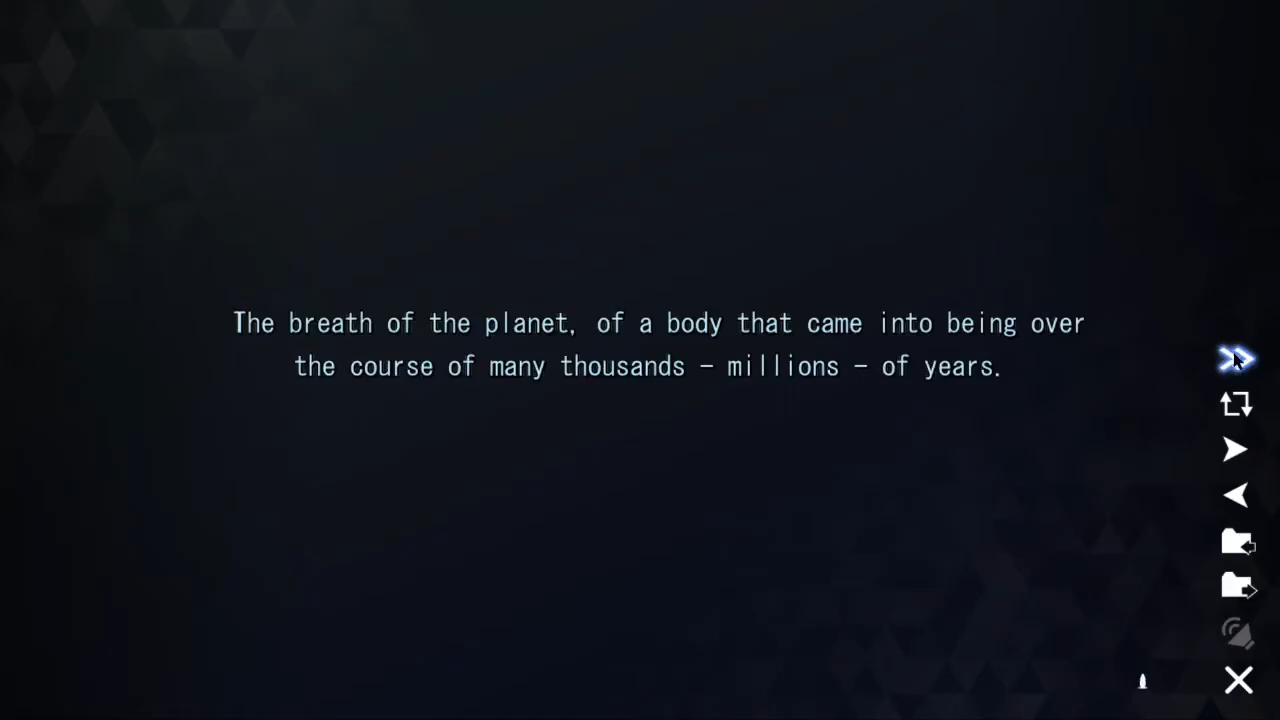 The breath of the planet, of a body that came into being over
the course of many thousands – millions – of years.